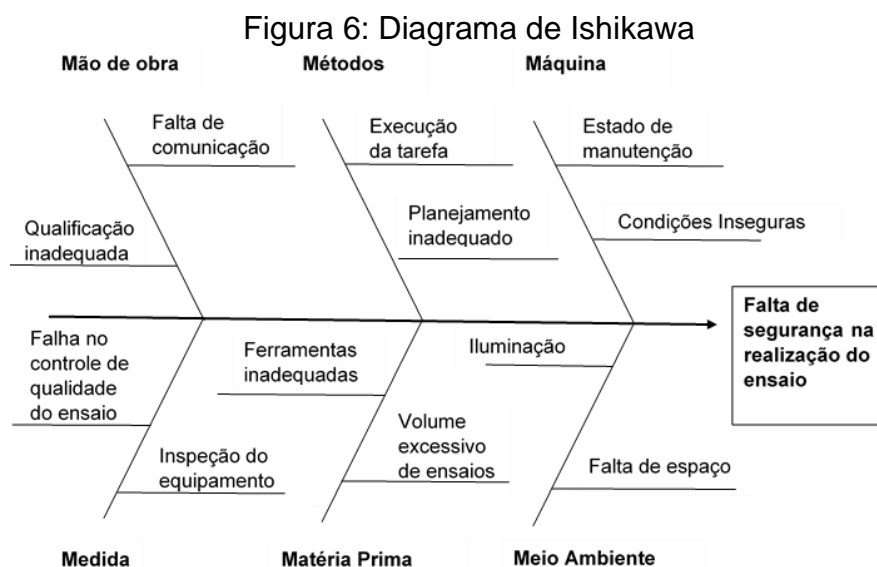 Figura 6: Diagrama de Ishikawa
Mão de obra
Métodos
Máquina
Falta de
comunicação
Execução
da tarefa
Estado de
manutenção
Qualificação
inadequada
Planejamento
inadequado
Condições Inseguras
Falta de
segurança na
realização do
ensaio
Falha no
controle de
qualidade
do ensaio
Ferramentas
inadequadas
Iluminação
Inspeção do
equipamento
Volume
excessivo
de ensaios
Falta de espaço
Medida
Matéria Prima
Meio Ambiente